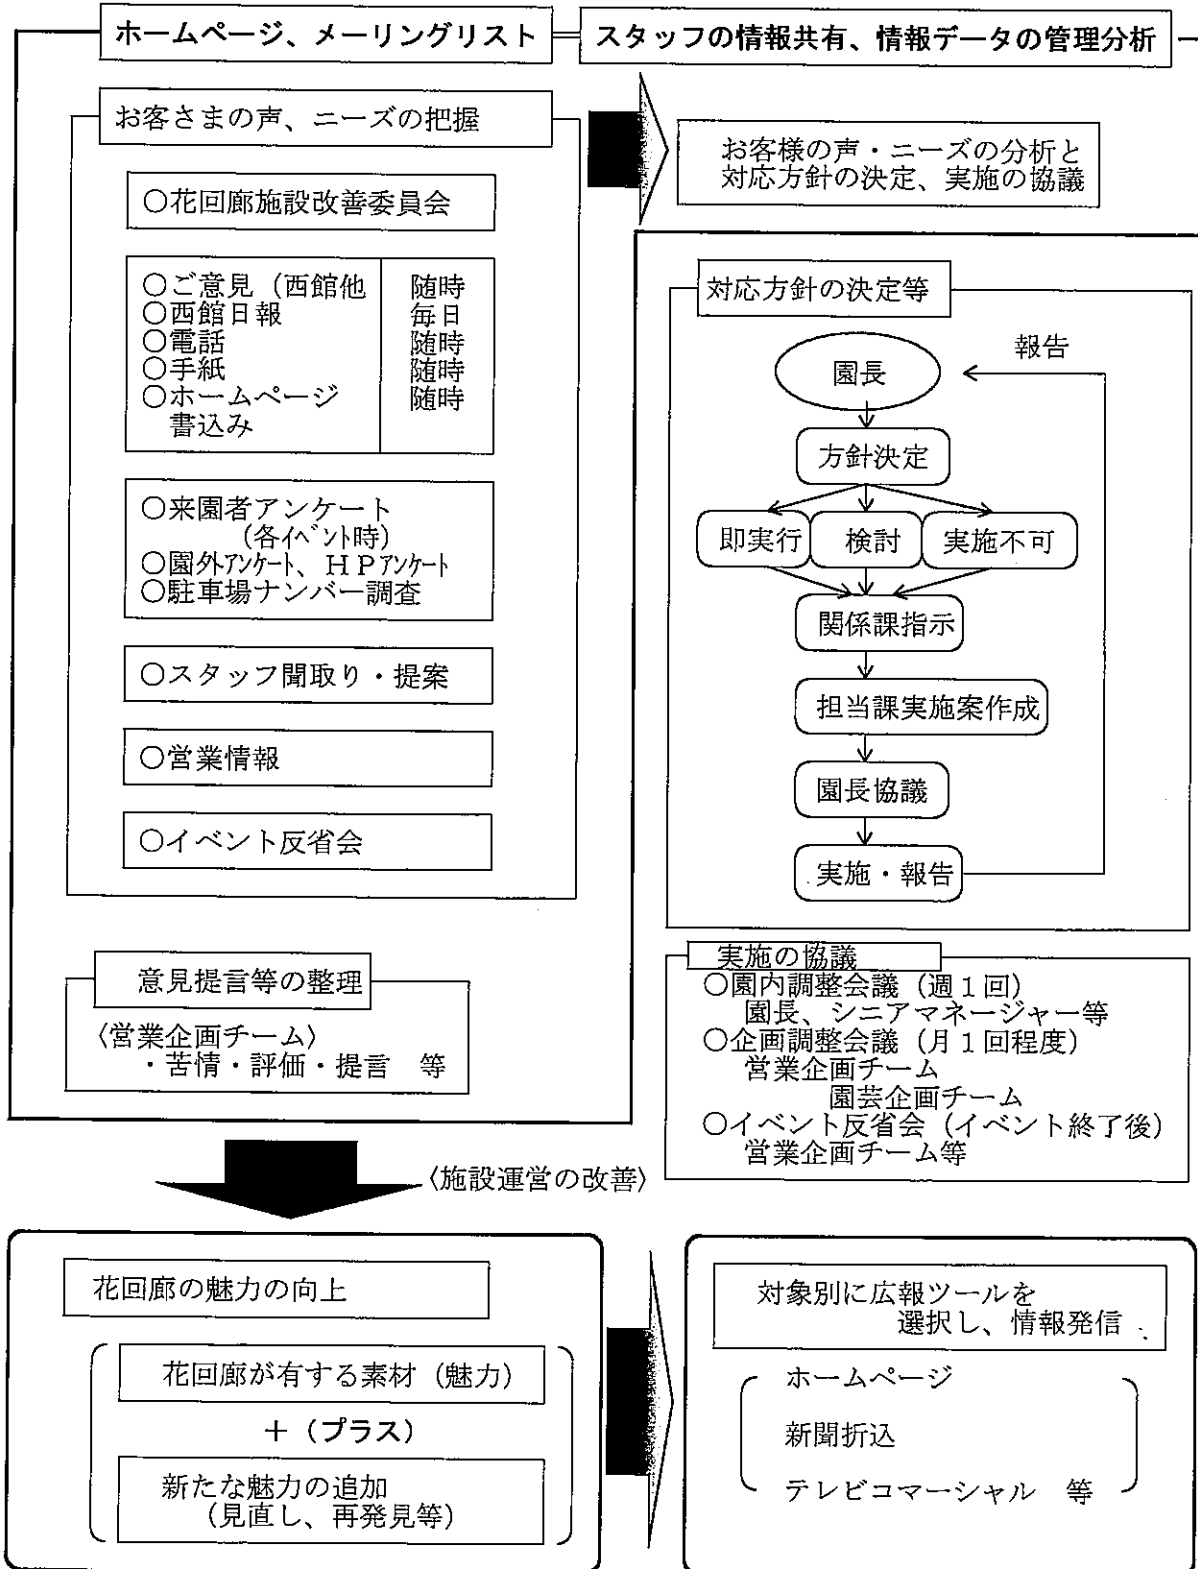 ホームページ、メーリングリスト
スタッフの情報共有、情報データの管理分析
お客さまの声、ニーズの把握
○花回廊施設改善委員会
○ご意見（西館他 随時
○西館日報 毎日
○電話 随時
○手紙 随時
○ホームページ 随時
書込み
○来園者アンケート
（各イベント時）
○園外アンケート、ＨＰアンケート
○駐車場ナンバー調査
○スタッフ聞取り・提案
○営業情報
○イベント反省会
意見提言等の整理
〈営業企画チーム〉
・苦情・評価・提言　等
お客様の声・ニーズの分析と
対応方針の決定、実施の協議
対応方針の決定等
報告
園長
方針決定
即実行 検討 実施不可
関係課指示
担当課実施案作成
園長協議
実施・報告
実施の協議
○園内調整会議（週１回）
園長、シニアマネージャー等
○企画調整会議（月１回程度）
営業企画チーム
園芸企画チーム
○イベント反省会（イベント終了後）
営業企画チーム等
〈施設運営の改善〉
花回廊の魅力の向上
花回廊が有する素材（魅力）
＋（プラス）
新たな魅力の追加
（見直し、再発見等）
対象別に広報ツールを
選択し、情報発信
ホームページ
新聞折込
テレビコマーシャル　等